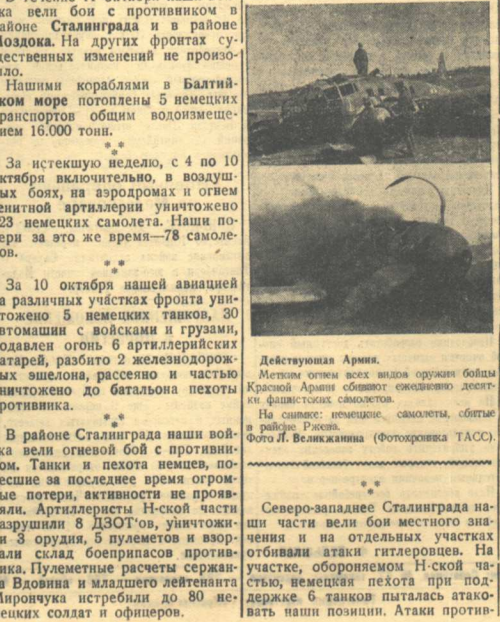 ка вели бои с противником в
районе Сталинграда и в районе
Моздока. На других фронтах су-
щественных изменений не произо-
шло.
Нашими кораблями в Балтий-
ском море потоплены 5 немецких
транспортов общим водоизмеще-
нием 16.000 тонн.
* * *
За истекшую неделю, с 4 по 10
октября включительно, в воздуш-
ных боях, на аэродромах и огнем
зенитной артиллерии уничтожено
23 немецких самолета. Наши по-
тери за это же время—78 самоле-
ов.
* * *
За 10 октября нашей авиацией
на различных участках фронта уни-
чтожено 5 немецких танков, 30
автомашин с войсками и грузами,
подавлен огонь 6 артиллерийских
батарей, разбито 2 железнодорож-
ных эшелона, рассеяно и частью
уничтожено до батальона пехоты
противника.
* * *
В районе Сталинграда наши вой-
ка вели огневой бой с противни-
ком. Танки и пехота немцев, по-
несшие за последнее время огром-
ные потери, активности не прояв-
ляли. Артиллеристы Н-ской части
разрушили 8 ДЗОТ'ов, уничтожи-
ли 3 орудия, 5 пулеметов и взор-
вали склад боеприпасов против-
ника. Пулеметные расчеты сержан-
та Вдовина и младшего лейтенанта
Мирончука истребили до 80 не-
мецких солдат и офицеров.
Действующая Армия.
Метким огнем всех видов оружия бойцы
Красной Армии сбивают ежедневно десят-
ки фашистских самолетов.
На снимке: немецкие самолеты, сбитые
в районе Ржева.
Фото Л. Великжанина (Фотохроника ТАСС).
* * *
Северо-западнее Сталинграда на-
ши части вели бои местного зна-
чения и на отдельных участках
отбивали атаки гитлеровцев. На
участке, обороняемом Н-ской ча-
стью, немецкая пехота при под-
держке 6 танков пыталась атако-
вать наши позиции. Атаки против-